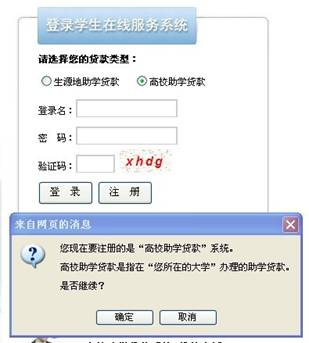 登录学生在线服务系统
请选择您的贷款类型：
生源地助学贷款 高校助学贷款
登录名：
密 码：
验证码： xhdg
登 录 注 册
来自网页的消息
您现在要注册的是“高校助学贷款”系统。
高校助学贷款是指在“您所在的大学”办理的助学贷款。
是否继续？
确定 取消